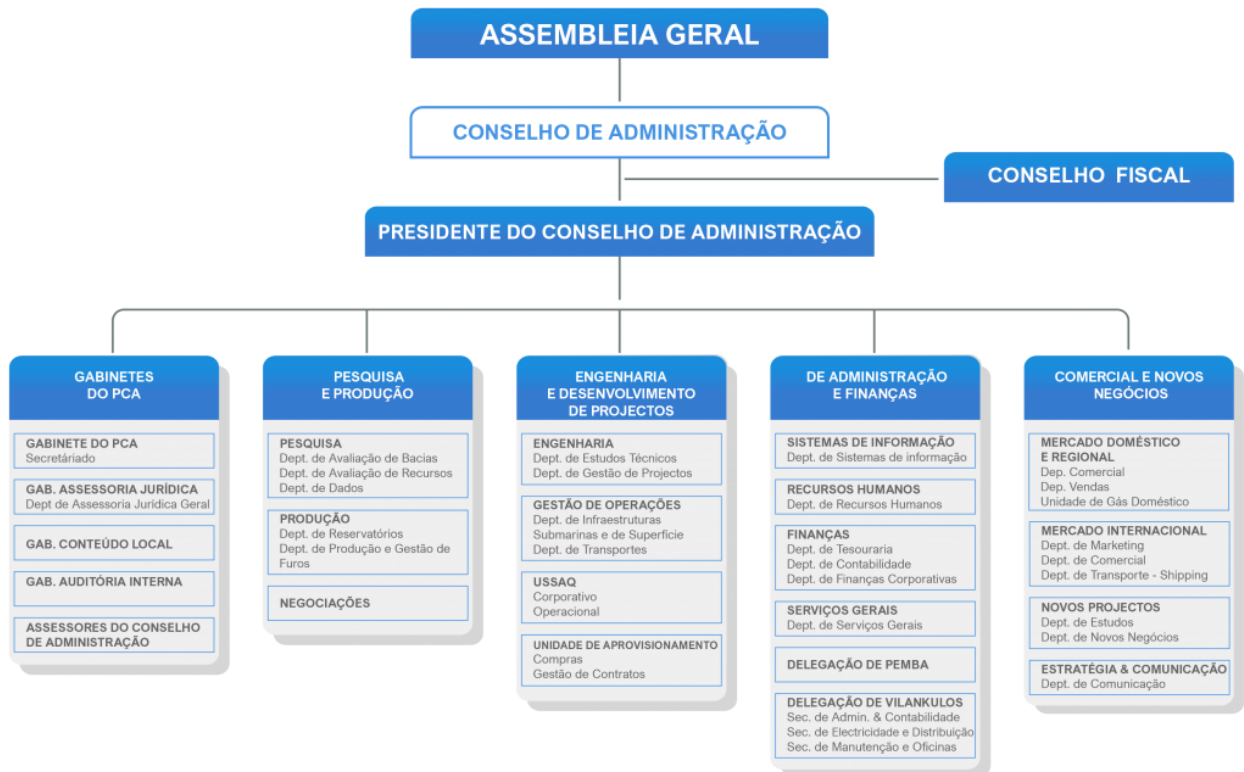 ASSEMBLEIA GERAL
CONSELHO DE ADMINISTRAÇÃO
CONSELHO FISCAL
PRESIDENTE DO CONSELHO DE ADMINISTRAÇÃO
GABINETES
DO PCA
GABINETE DO PCA
Secretáriado
GAB. ASSESSORIA JURÍDICA
Dept de Assessoria Jurídica Geral
GAB. CONTEÚDO LOCAL
GAB. AUDITÓRIA INTERNA
ASSESSORES DO CONSELHO
DE ADMINISTRAÇÃO
PESQUISA
E PRODUÇÃO
PESQUISA
Dept. de Avaliação de Bacias
Dept. de Avaliação de Recursos
Dept. de Dados
PRODUÇÃO
Dept. de Reservatórios
Dept. de Produção e Gestão de
Furos
NEGOCIAÇÕES
ENGENHARIA
E DESENVOLVIMENTO
DE PROJECTOS
ENGENHARIA
Dept. de Estudos Técnicos
Dept. de Gestão de Projectos
GESTÃO DE OPERAÇÕES
Dept. de Infraestruturas
Submarinas e de Superfície
Dept. de Transportes
USSAQ
Corporativo
Operacional
UNIDADE DE APROVISIONAMENTO
Compras
Gestão de Contratos
DE ADMINISTRAÇÃO
E FINANÇAS
SISTEMAS DE INFORMAÇÃO
Dept. de Sistemas de informação
RECURSOS HUMANOS
Dept. de Recursos Humanos
FINANÇAS
Dept. de Tesouraria
Dept. de Contabilidade
Dept. de Finanças Corporativas
SERVIÇOS GERAIS
Dept. de Serviços Gerais
DELEGAÇÃO DE PEMBA
DELEGAÇÃO DE VILANKULOS
Sec. de Admin. & Contabilidade
Sec. de Electricidade e Distribuição
Sec. de Manutenção e Oficinas
COMERCIAL E NOVOS
NEGÓCIOS
MERCADO DOMÉSTICO
E REGIONAL
Dep. Comercial
Dep. Vendas
Unidade de Gás Doméstico
MERCADO INTERNACIONAL
Dept. de Marketing
Dept. de Comercial
Dept. de Transporte - Shipping
NOVOS PROJECTOS
Dept. de Estudos
Dept. de Novos Negócios
ESTRATÉGIA & COMUNICAÇÃO
Dept. de Comunicação